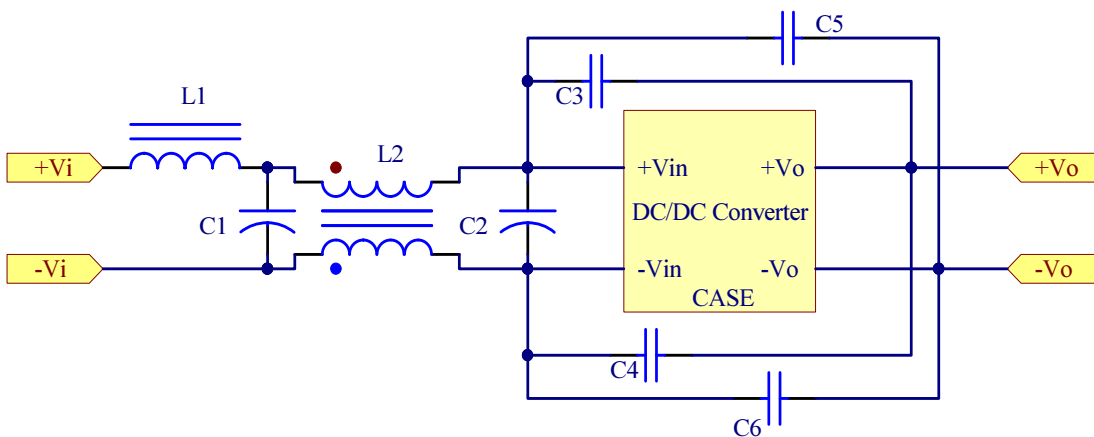 C5
C3
L1
L2
+Vi
+Vin
+Vo
+Vo
DC/DC Converter
C1
C2
-Vi
-Vin
-Vo
-Vo
CASE
C4
C6